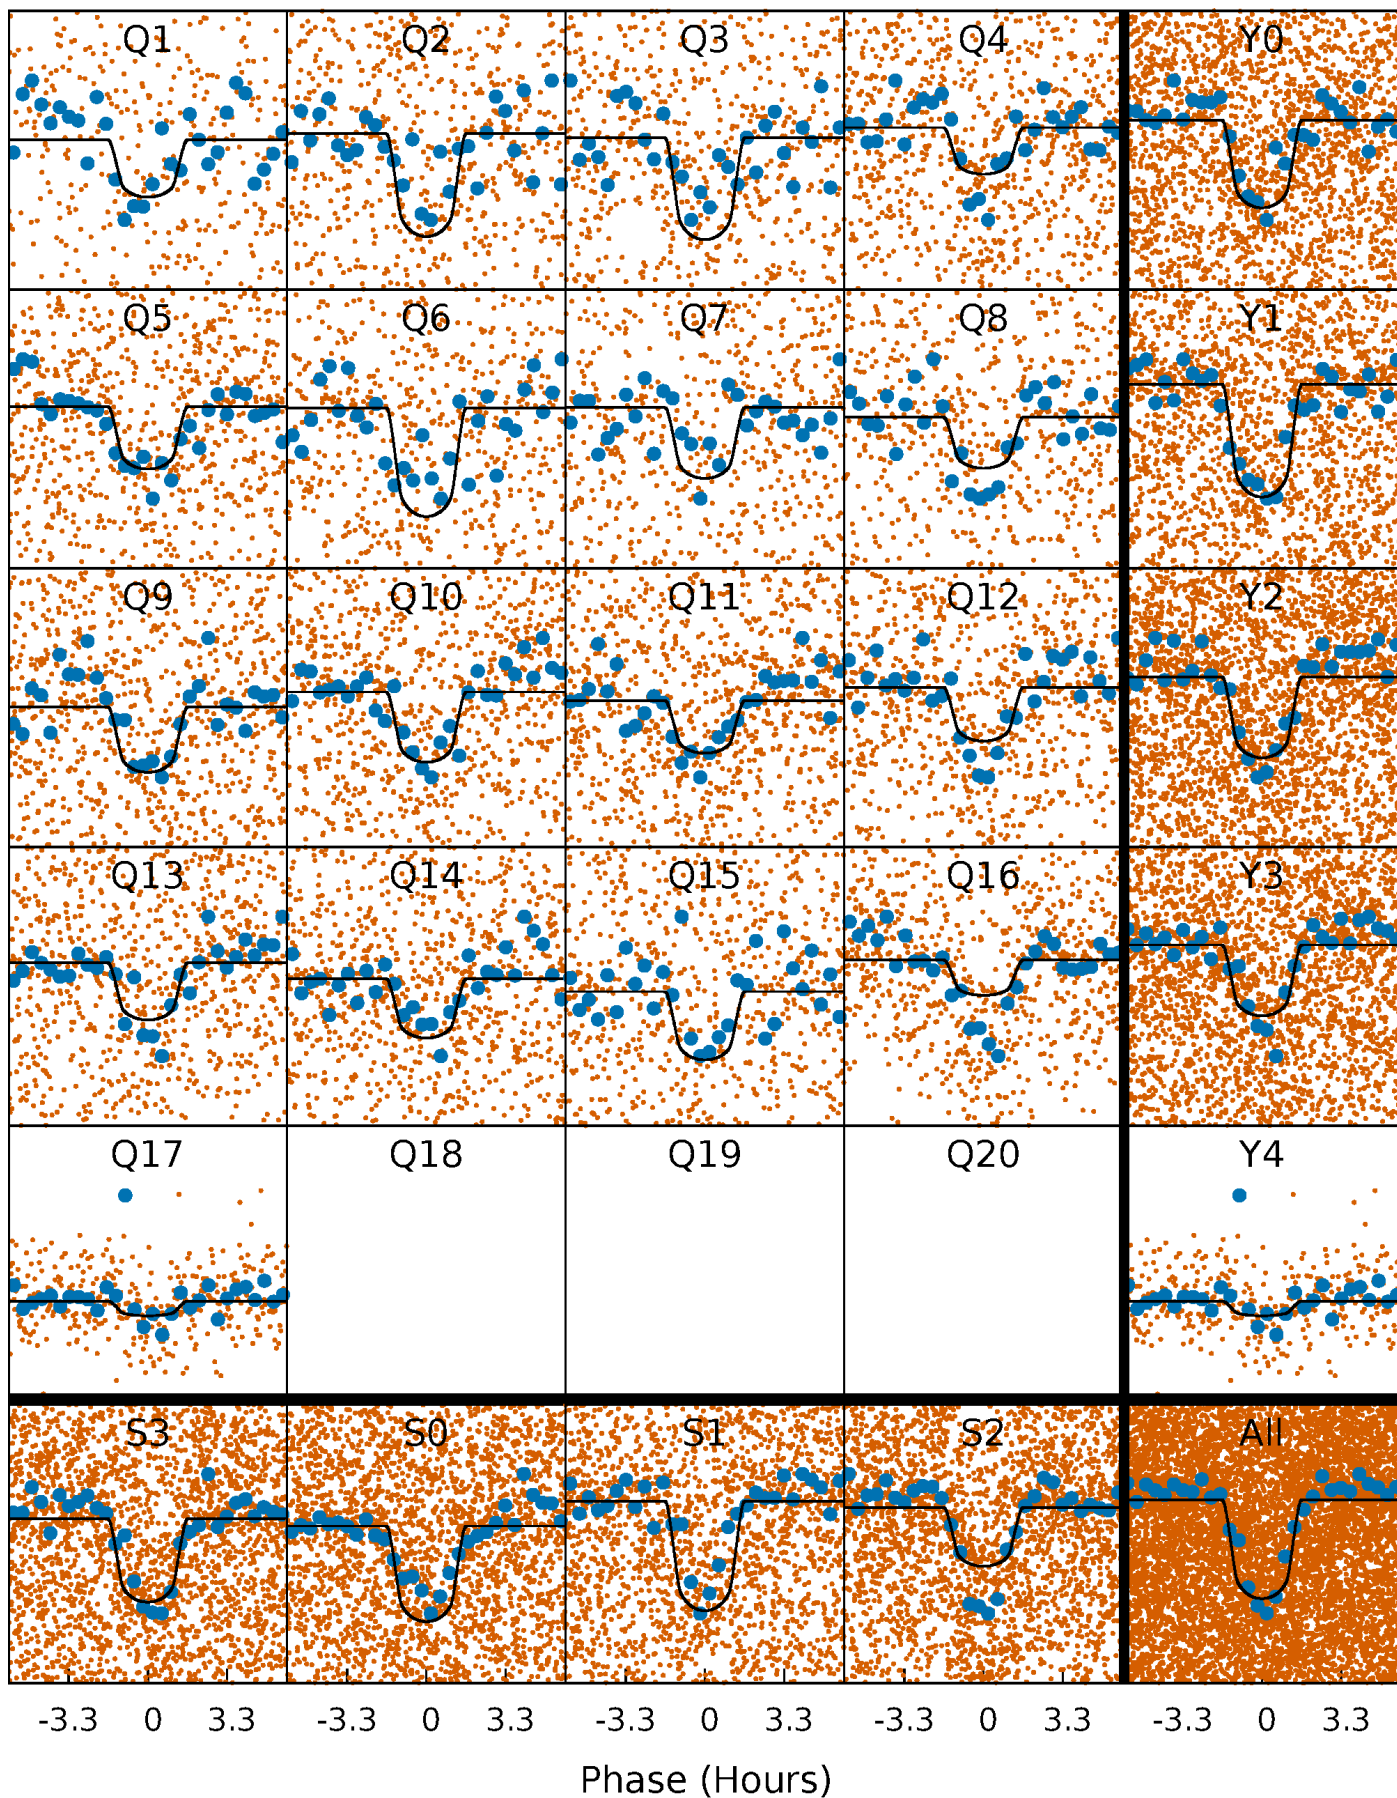 Q1 Q2 Q3 Q4 Y0
Q5 Q6 Q7 Q8 Y1
Q9 Q10 Q11 Q12 Y2
Q13 Q14 Q15 Q16 Y3
Q17 Q18 Q19 Q20 Y4
S3 S0 S1 S2 All
-3.3 0 3.3 -3.3 0 3.3 -3.3 0 3.3 -3.3 0 3.3 -3.3 0 3.3
Phase (Hours)